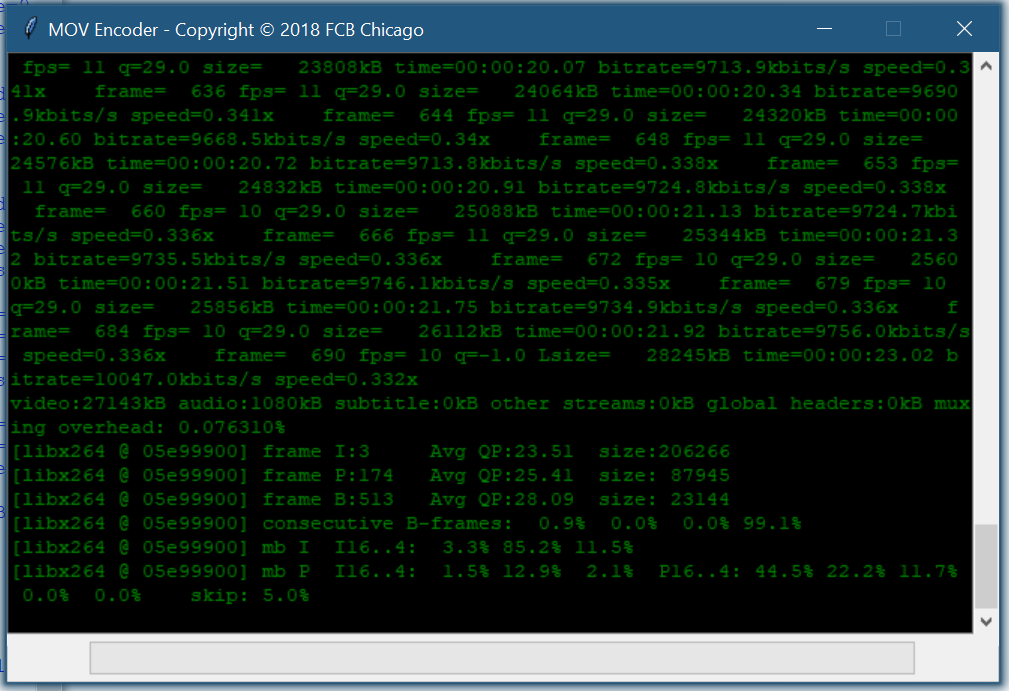 MOV Encoder - Copyright © 2018 FCB Chicago
fps= 11 q=29.0 size=   23808kB time=00:00:20.07 bitrate=9713.9kbits/s speed=0.3
41x    frame=  636 fps= 11 q=29.0 size=   24064kB time=00:00:20.34 bitrate=9690
.9kbits/s speed=0.341x    frame=  644 fps= 11 q=29.0 size=   24320kB time=00:00
:20.60 bitrate=9668.5kbits/s speed=0.34x    frame=  648 fps= 11 q=29.0 size=
24576kB time=00:00:20.72 bitrate=9713.8kbits/s speed=0.338x    frame=  653 fps=
11 q=29.0 size=   24832kB time=00:00:20.91 bitrate=9724.8kbits/s speed=0.338x
frame=  660 fps= 10 q=29.0 size=   25088kB time=00:00:21.13 bitrate=9724.7kbi
ts/s speed=0.336x    frame=  666 fps= 11 q=29.0 size=   25344kB time=00:00:21.3
2 bitrate=9735.5kbits/s speed=0.336x    frame=  672 fps= 10 q=29.0 size=   2560
0kB time=00:00:21.51 bitrate=9746.1kbits/s speed=0.335x    frame=  679 fps= 10
q=29.0 size=   25856kB time=00:00:21.75 bitrate=9734.9kbits/s speed=0.336x    f
rame=  684 fps= 10 q=29.0 size=   26112kB time=00:00:21.92 bitrate=9756.0kbits/s
speed=0.336x    frame=  690 fps= 10 q=-1.0 Lsize=   28245kB time=00:00:23.02 b
itrate=10047.0kbits/s speed=0.332x
video:27143kB audio:1080kB subtitle:0kB other streams:0kB global headers:0kB mux
ing overhead: 0.076310%
[libx264 @ 05e99900] frame I:3     Avg QP:23.51  size:206266
[libx264 @ 05e99900] frame P:174   Avg QP:25.41  size: 87945
[libx264 @ 05e99900] frame B:513   Avg QP:28.09  size: 23144
[libx264 @ 05e99900] consecutive B-frames:  0.9%  0.0%  0.0% 99.1%
[libx264 @ 05e99900] mb I  I16..4:  3.3% 85.2% 11.5%
[libx264 @ 05e99900] mb P  I16..4:  1.5% 12.9%  2.1%  P16..4: 44.5% 22.2% 11.7%
0.0%  0.0%    skip: 5.0%